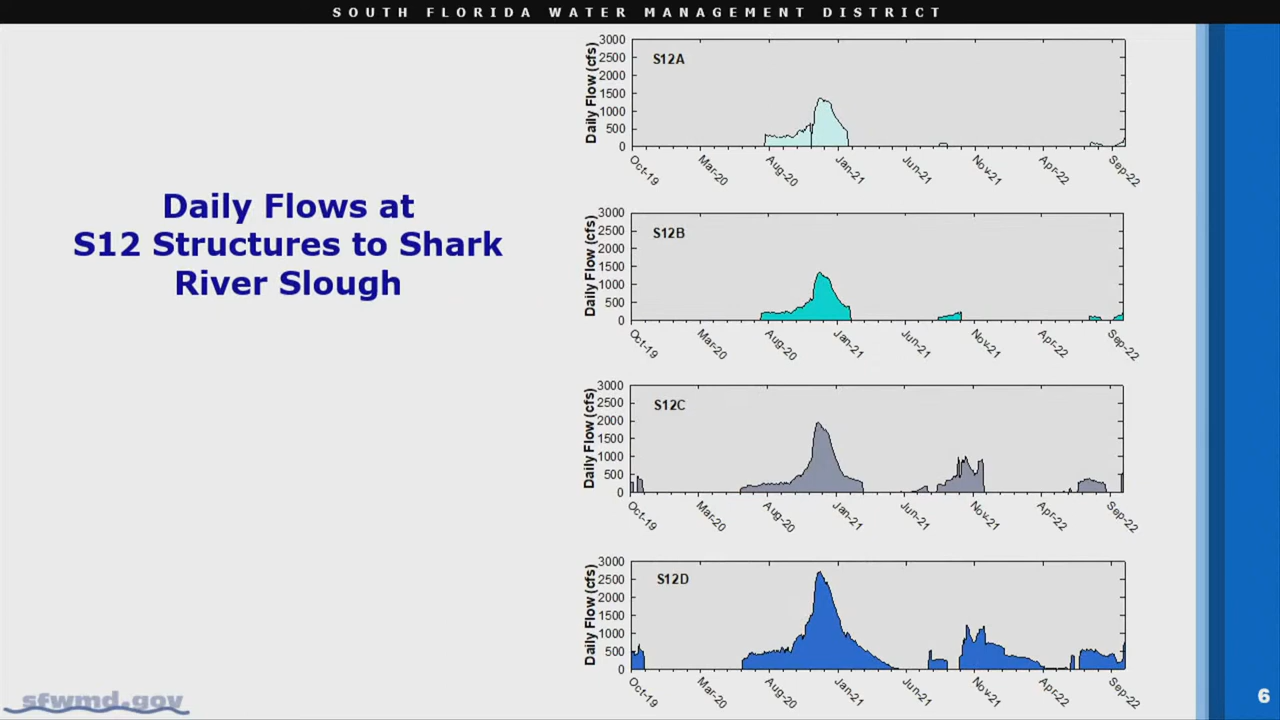 SOUTH FLORIDA WATER MANAGEMENT DISTRICT
Daily Flows at
S12 Structures to Shark
River Slough
S12A
Daily Flow (cfs)
3000
2500
2000
1500
1000
500
0
Oct-19 Mar-20 Aug-20 Jan-21 Jun-21 Nov-21 Apr-22 Sep-22
S12B
Daily Flow (cfs)
3000
2500
2000
1500
1000
500
0
Oct-19 Mar-20 Aug-20 Jan-21 Jun-21 Nov-21 Apr-22 Sep-22
S12C
Daily Flow (cfs)
3000
2500
2000
1500
1000
500
0
Oct-19 Mar-20 Aug-20 Jan-21 Jun-21 Nov-21 Apr-22 Sep-22
S12D
Daily Flow (cfs)
3000
2500
2000
1500
1000
500
0
Oct-19 Mar-20 Aug-20 Jan-21 Jun-21 Nov-21 Apr-22 Sep-22
sfwmd.gov
6